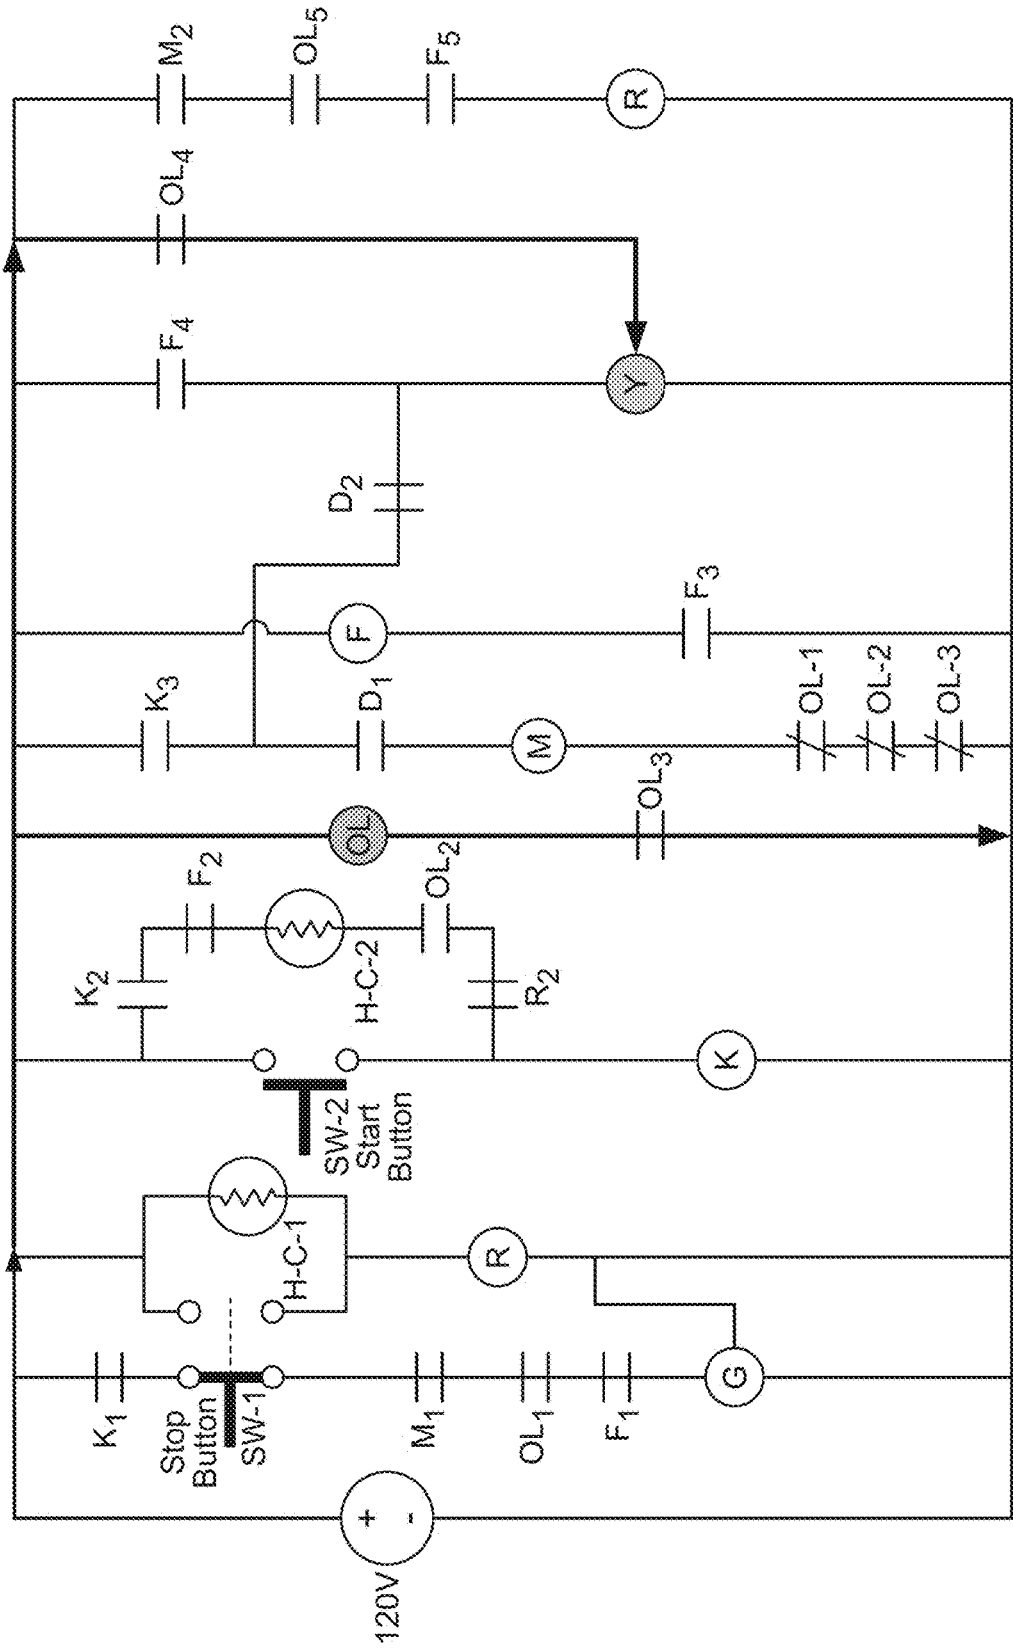 120V
+
-
Stop
Button
SW-1
K1
M1
OL1
F1
G
H-C-1
R
SW-2
Start
Button
K
K2
F2
H-C-2
OL2
R2
OL
OL3
K3
D1
M
OL-1
OL-2
OL-3
F
F3
D2
F4
Y
OL4
M2
OL5
F5
R